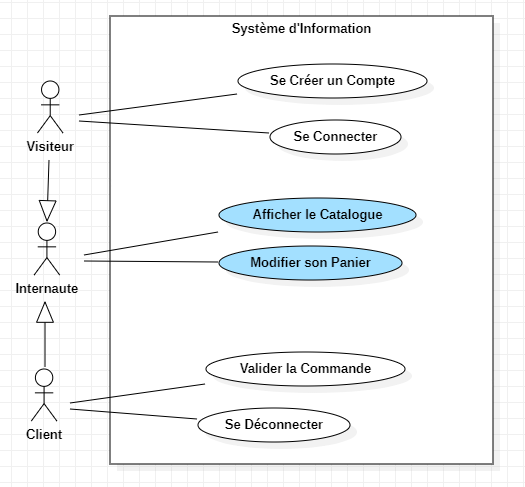 Système d'Information
Se Créer un Compte
Se Connecter
Visiteur
Afficher le Catalogue
Modifier son Panier
Internaute
Valider la Commande
Se Déconnecter
Client